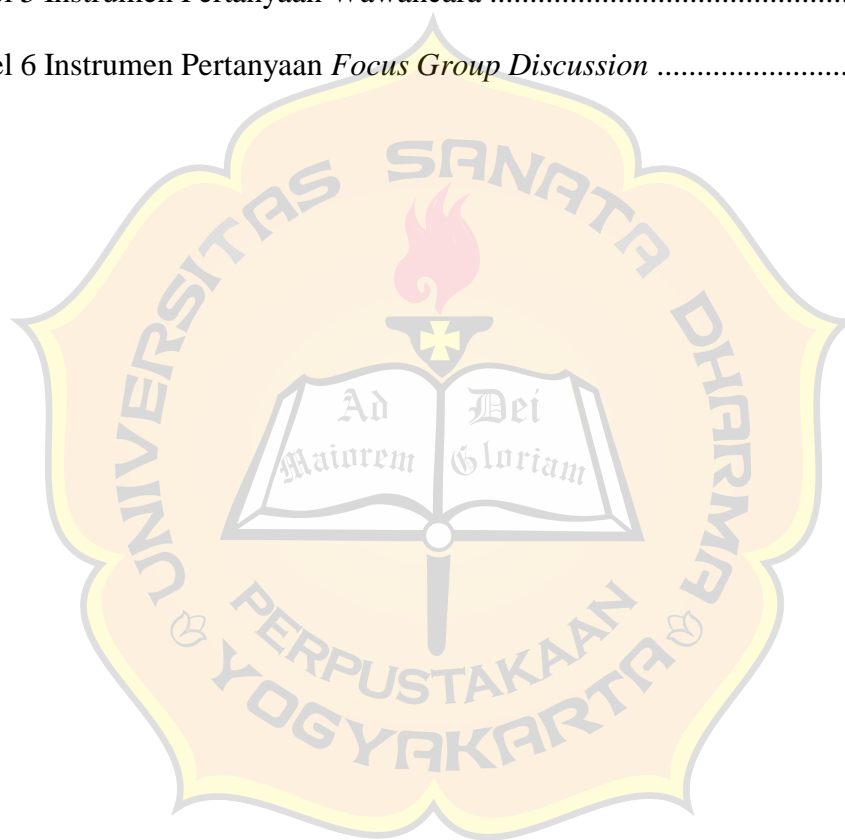 el 5 Instrumen Pertanyaan Wawancara ............................................
el 6 Instrumen Pertanyaan Focus Group Discussion .......................
UNIVERSITAS SANATA DHARMA
Ad Dei
Maiorem Gloriam
PERPUSTAKAAN
YOGYAKARTA